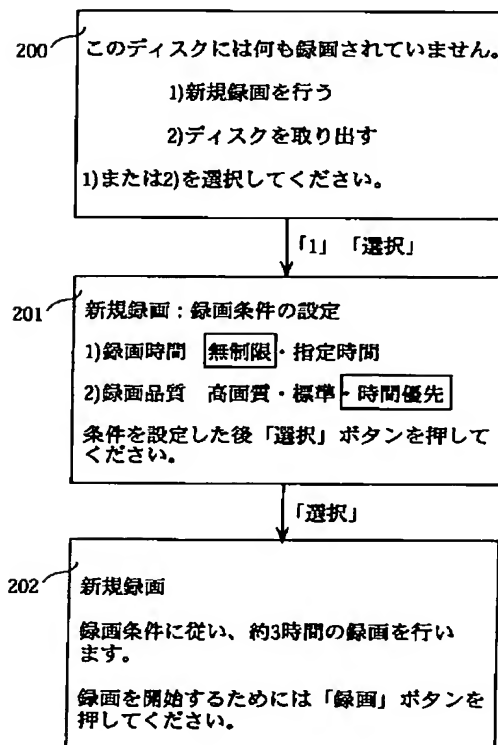 200
このディスクには何も録画されていません。
1)新規録画を行う
2)ディスクを取り出す
1)または2)を選択してください。
「1」「選択」
201
新規録画：録画条件の設定
1)録画時間 無制限・指定時間
2)録画品質 高画質・標準・時間優先
条件を設定した後「選択」ボタンを押して
ください。
「選択」
202
新規録画
録画条件に従い、約3時間の録画を行い
ます。
録画を開始するためには「録画」ボタンを
押してください。